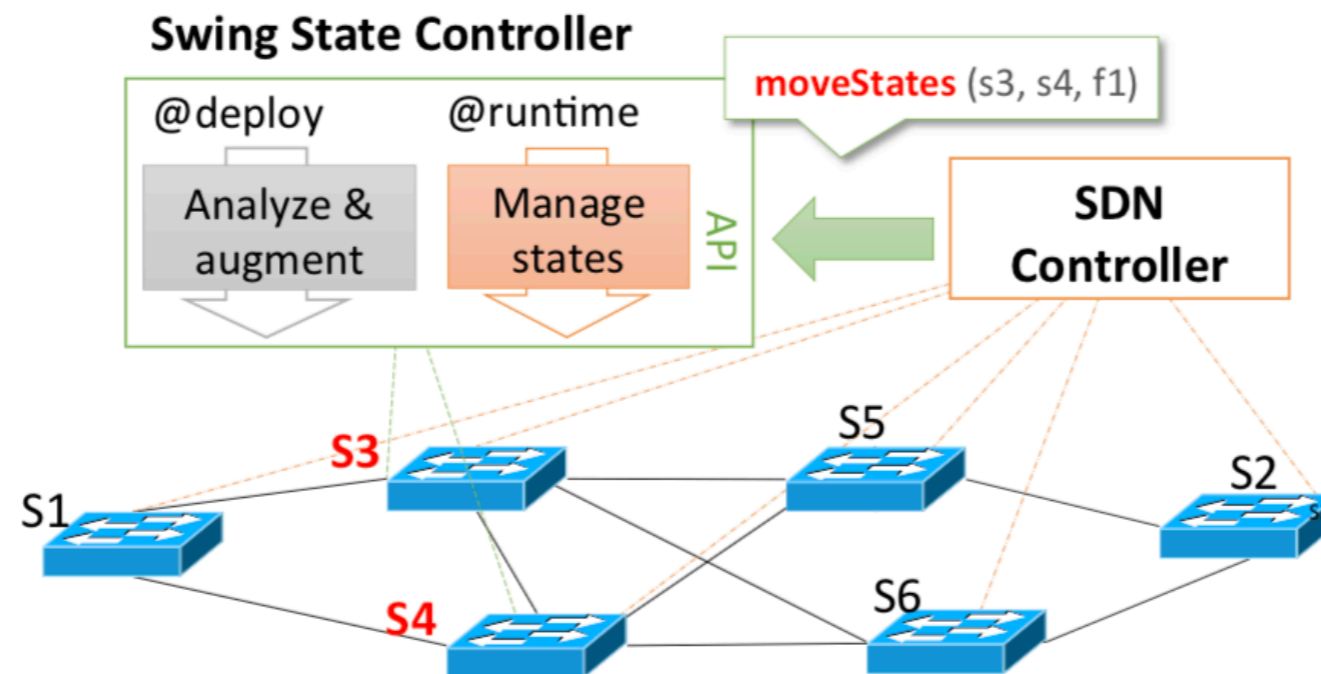 Swing State Controller
moveStates (s3, s4, f1)
@deploy
@runtime
Analyze &
augment
Manage
states
API
SDN
Controller
S3
S5
S2
S1
s
S4
S6